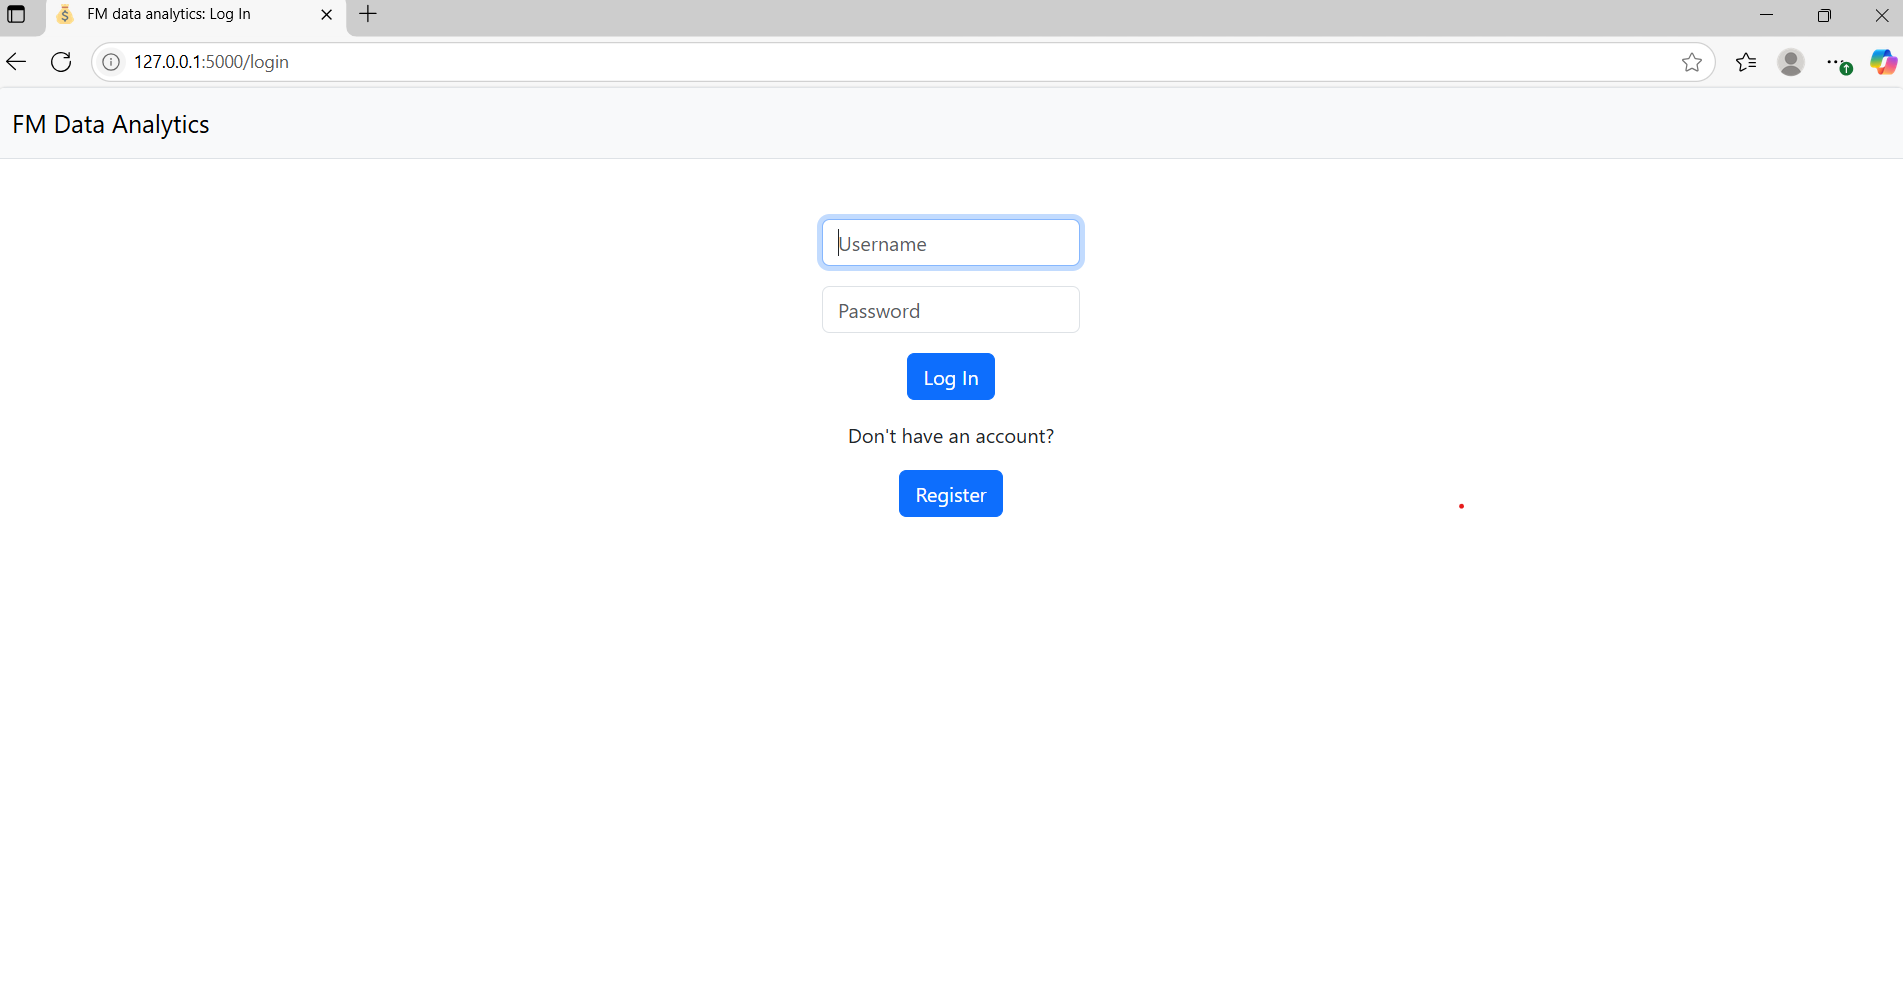 FM data analytics: Log In
127.0.0.1:5000/login
FM Data Analytics
Username
Password
Log In
Don't have an account?
Register